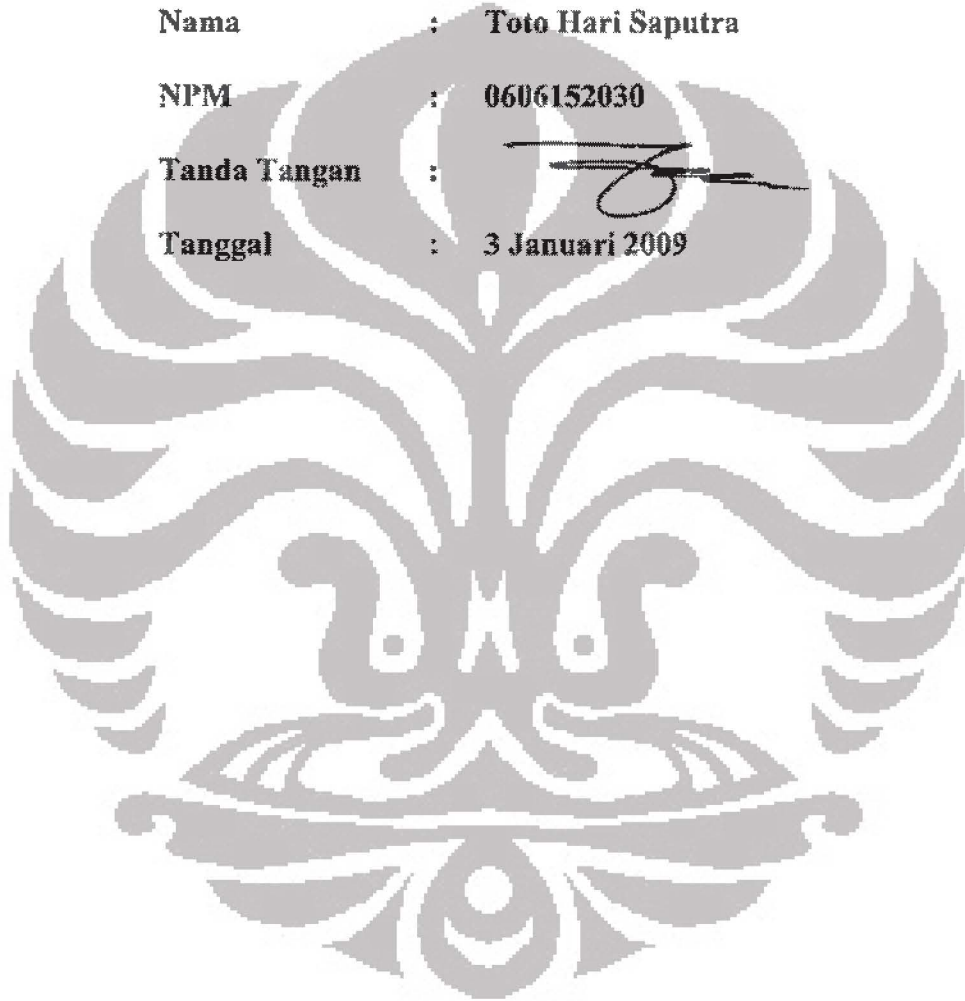 Nama : Toto Hari Saputra
NPM : 0606152030
Tanda Tangan :
Tanggal : 3 Januari 2009